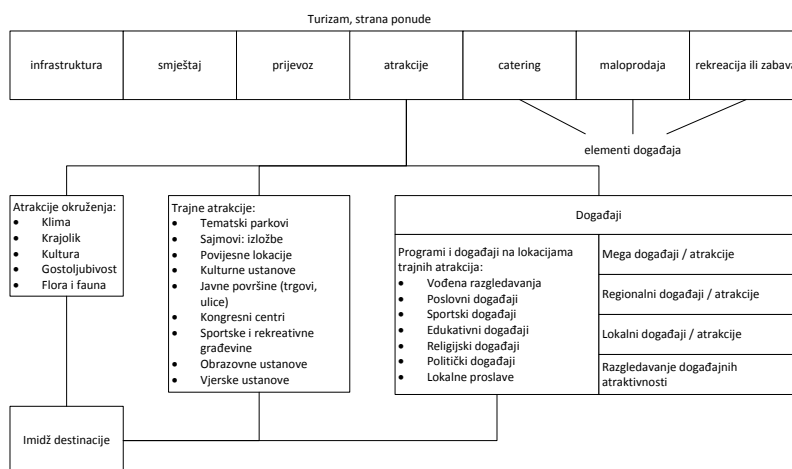 Turizam, strana ponude
infrastruktura
smještaj
prijevoz
atrakcije
catering
maloprodaja
rekreacija ili zabava
elementi događaja
Atrakcije okruženja:
• Klima
• Krajolik
• Kultura
• Gostoljubivost
• Flora i fauna
Trajne atrakcije:
• Tematski parkovi
• Sajmovi: izložbe
• Povijesne lokacije
• Kulturne ustanove
• Javne površine (trgovi,
ulice)
• Kongresni centri
• Sportske i rekreativne
građevine
• Obrazovne ustanove
• Vjerske ustanove
Događaji
Programi i događaji na lokacijama
trajnih atrakcija:
• Vođena razgledavanja
• Poslovni događaji
• Sportski događaji
• Edukativni događaji
• Religijski događaji
• Politički događaji
• Lokalne proslave
Mega događaji / atrakcije
Regionalni događaji / atrakcije
Lokalni događaji / atrakcije
Razgledavanje događajnih
atraktivnosti
Imidž destinacije